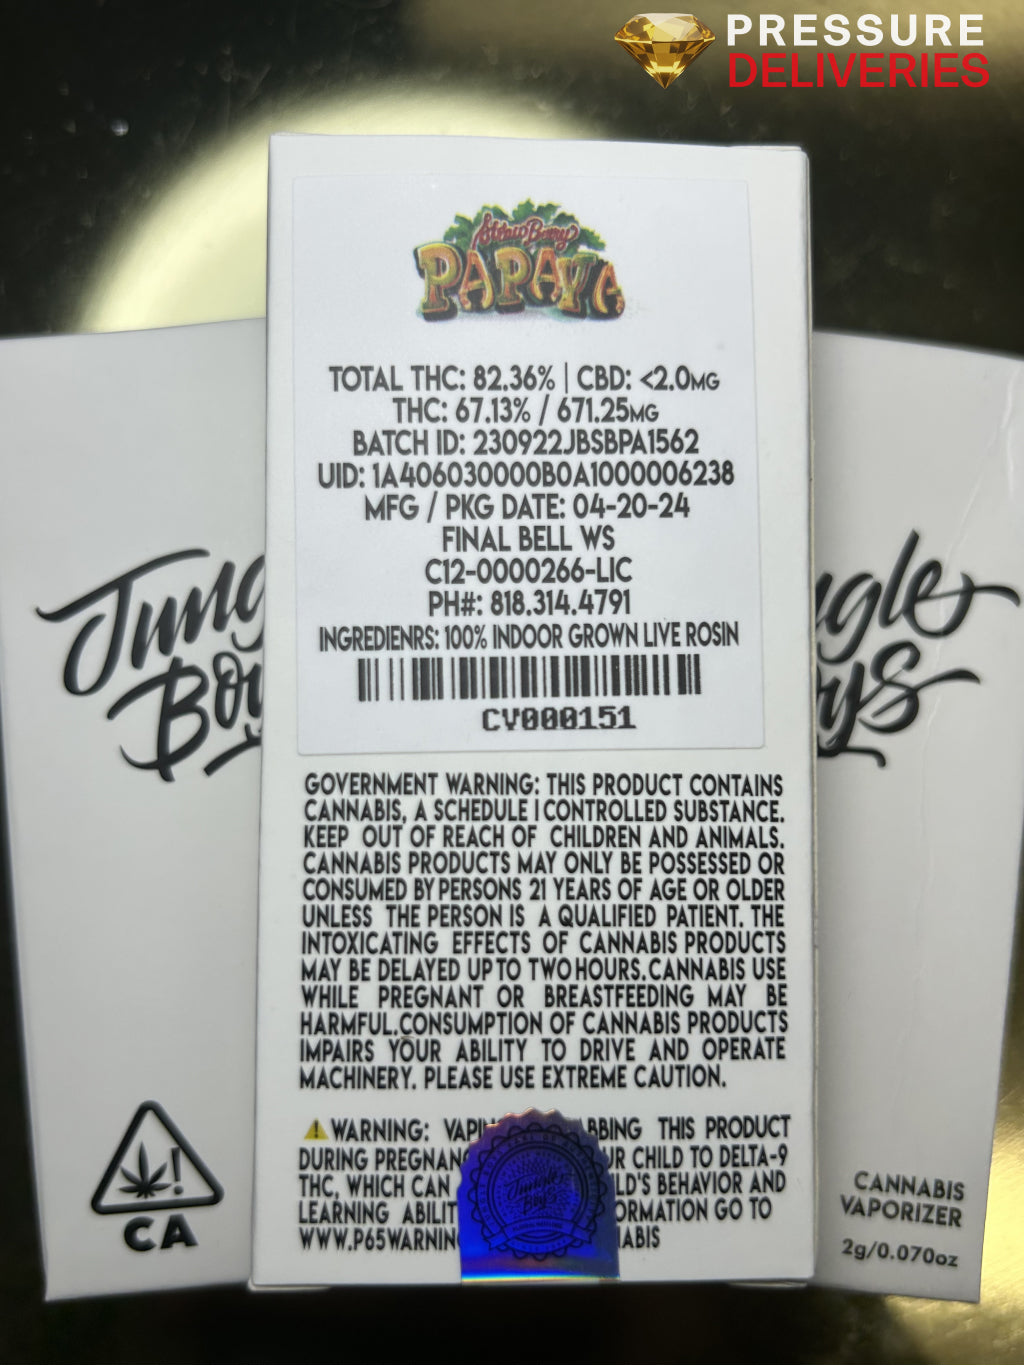 PRESSURE
DELIVERIES
StrawBerry
PAPAYA
TOTAL THC: 82.36% | CBD: <2.0MG
THC: 67.13% / 671.25MG
BATCH ID: 230922JBSBPA1562
UID: 1A406030000B0A1000006238
MFG / PKG DATE: 04-20-24
FINAL BELL WS
C12-0000266-LIC
PH#: 818.314.4791
INGREDIENRS: 100% INDOOR GROWN LIVE ROSIN
CV000151
GOVERNMENT WARNING: THIS PRODUCT CONTAINS
CANNABIS, A SCHEDULE I CONTROLLED SUBSTANCE.
KEEP OUT OF REACH OF CHILDREN AND ANIMALS.
CANNABIS PRODUCTS MAY ONLY BE POSSESSED OR
CONSUMED BY PERSONS 21 YEARS OF AGE OR OLDER
UNLESS THE PERSON IS A QUALIFIED PATIENT. THE
INTOXICATING EFFECTS OF CANNABIS PRODUCTS
MAY BE DELAYED UP TO TWO HOURS. CANNABIS USE
WHILE PREGNANT OR BREASTFEEDING MAY BE
HARMFUL. CONSUMPTION OF CANNABIS PRODUCTS
IMPAIRS YOUR ABILITY TO DRIVE AND OPERATE
MACHINERY. PLEASE USE EXTREME CAUTION.
WARNING: THIS PRODUCT
DURING CHILD TO DELTA-9
THC, WHICH CAN BEHAVIOR AND
LEARNING GO TO
Jungle
Boys
Jungle
Boys
CA
CANNABIS
VAPORIZER
2g/0.070oz